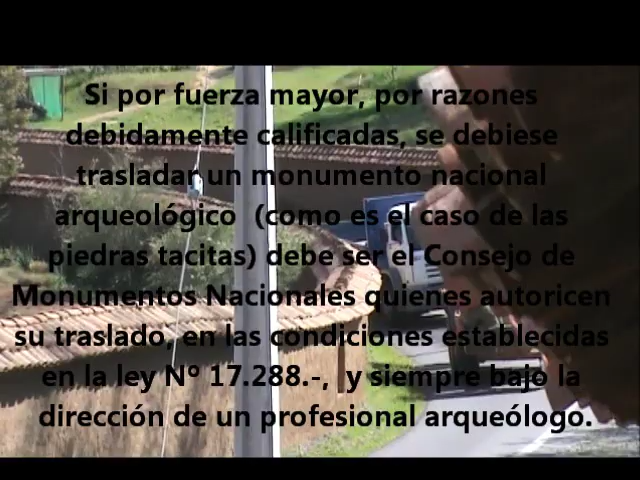 Si por fuerza mayor, por razones
debidamente calificadas, se debiese
trasladar un monumento nacional
arqueológico (como es el caso de las
piedras tacitas) debe ser el Consejo de
Monumentos Nacionales quienes autoricen
su traslado, en las condiciones establecidas
en la ley Nº 17.288.-, y siempre bajo la
dirección de un profesional arqueólogo.